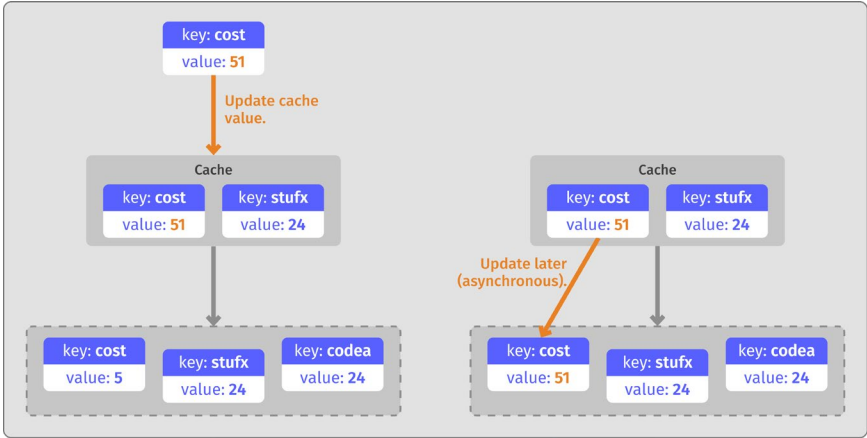 key: cost
value: 51
Update cache
value.
Cache
key: cost
value: 51
key: stufx
value: 24
key: cost
value: 5
key: stufx
value: 24
key: codea
value: 24
Cache
key: cost
value: 51
key: stufx
value: 24
Update later
(asynchronous).
key: cost
value: 51
key: stufx
value: 24
key: codea
value: 24